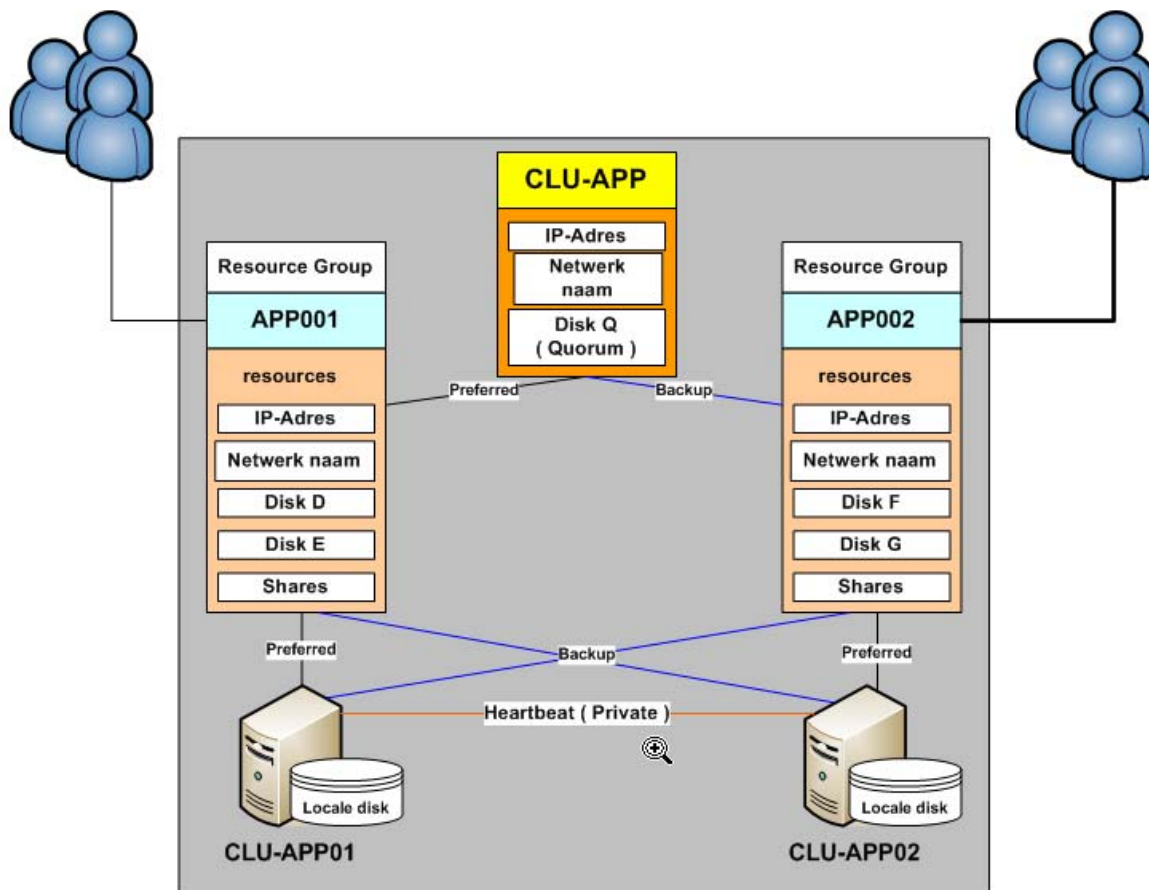 CLU-APP
IP-Adres
Netwerk
naam
Disk Q
( Quorum )
Resource Group
APP001
resources
IP-Adres
Netwerk naam
Disk D
Disk E
Shares
Resource Group
APP002
resources
IP-Adres
Netwerk naam
Disk F
Disk G
Shares
Preferred
Backup
Preferred
Backup
Preferred
Heartbeat ( Private )
Locale disk
Locale disk
CLU-APP01
CLU-APP02